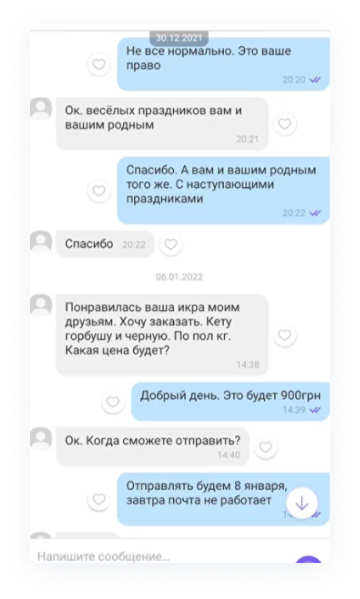 30.12.2021
Не все нормально. Это ваше
право
20:20
Ок. весёлых праздников вам и
вашим родным
20:21
Спасибо. А вам и вашим родным
того же. С наступающими
праздниками
20:22
Спасибо 20:22
06.01.2022
Понравилась ваша икра моим
друзьям. Хочу заказать. Кету
горбушу и черную. По пол кг.
Какая цена будет?
14:38
Добрый день. Это будет 900грн
14:39
Ок. Когда сможете отправить?
14:40
Отправлять будем 8 января,
завтра почта не работает
Напишите сообщение...